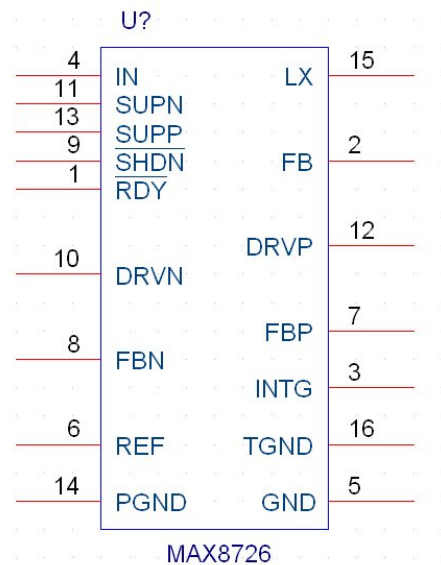 U?
4 IN LX 15
11 SUPN
13 SUPP
9 SHDN FB 2
1 RDY
DRVP 12
10 DRVN
FBP 7
8 FBN
INTG 3
6 REF TGND 16
14 PGND GND 5
MAX8726